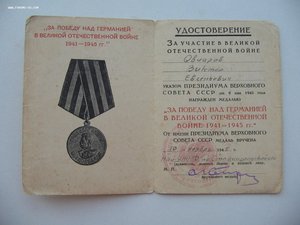 „ЗА ПОБЕДУ НАД ГЕРМАНИЕЙ
В ВЕЛИКОЙ ОТЕЧЕСТВЕННОЙ ВОЙНЕ
1941—1945 гг."
УДОСТОВЕРЕНИЕ
ЗА УЧАСТИЕ В ВЕЛИКОЙ
ОТЕЧЕСТВЕННОЙ ВОЙНЕ
Овчаров
Евгеньевич
УКАЗОМ ПРЕЗИДИУМА ВЕРХОВНОГО
СОВЕТА СССР от 9 мая 1945 года
НАГРАЖДЕН МЕДАЛЬЮ
„ЗА ПОБЕДУ НАД ГЕРМАНИЕЙ
В ВЕЛИКОЙ ОТЕЧЕСТВЕННОЙ
ВОЙНЕ 1941—1945 гг."
ОТ ИМЕНИ ПРЕЗИДИУМА ВЕРХОВНОГО
СОВЕТА СССР МЕДАЛЬ ВРУЧЕНА
М. П.